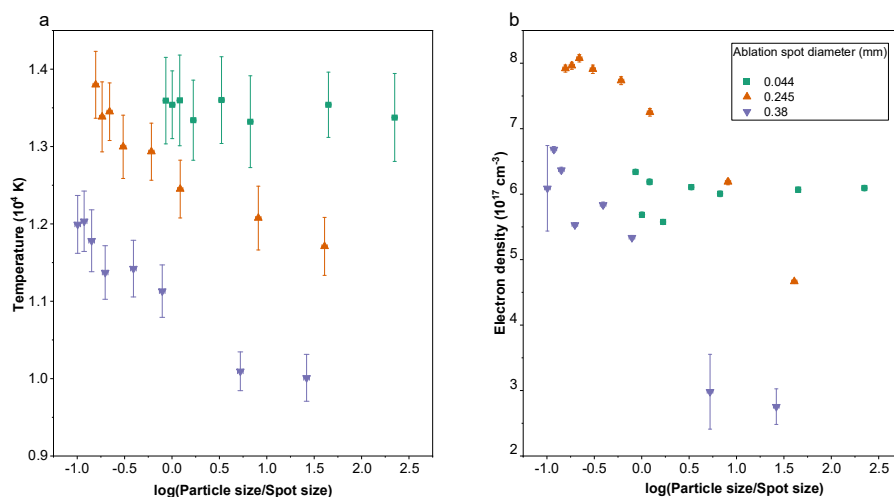 a
1.4
1.3
1.2
1.1
1.0
0.9
Temperature (10⁴ K)
-1.0 -0.5 0.0 0.5 1.0 1.5 2.0 2.5
log(Particle size/Spot size)
b
Ablation spot diameter (mm)
0.044
0.245
0.38
8
7
6
5
4
3
2
Electron density (10¹⁷ cm⁻³)
-1.0 -0.5 0.0 0.5 1.0 1.5 2.0 2.5
log(Particle size/Spot size)